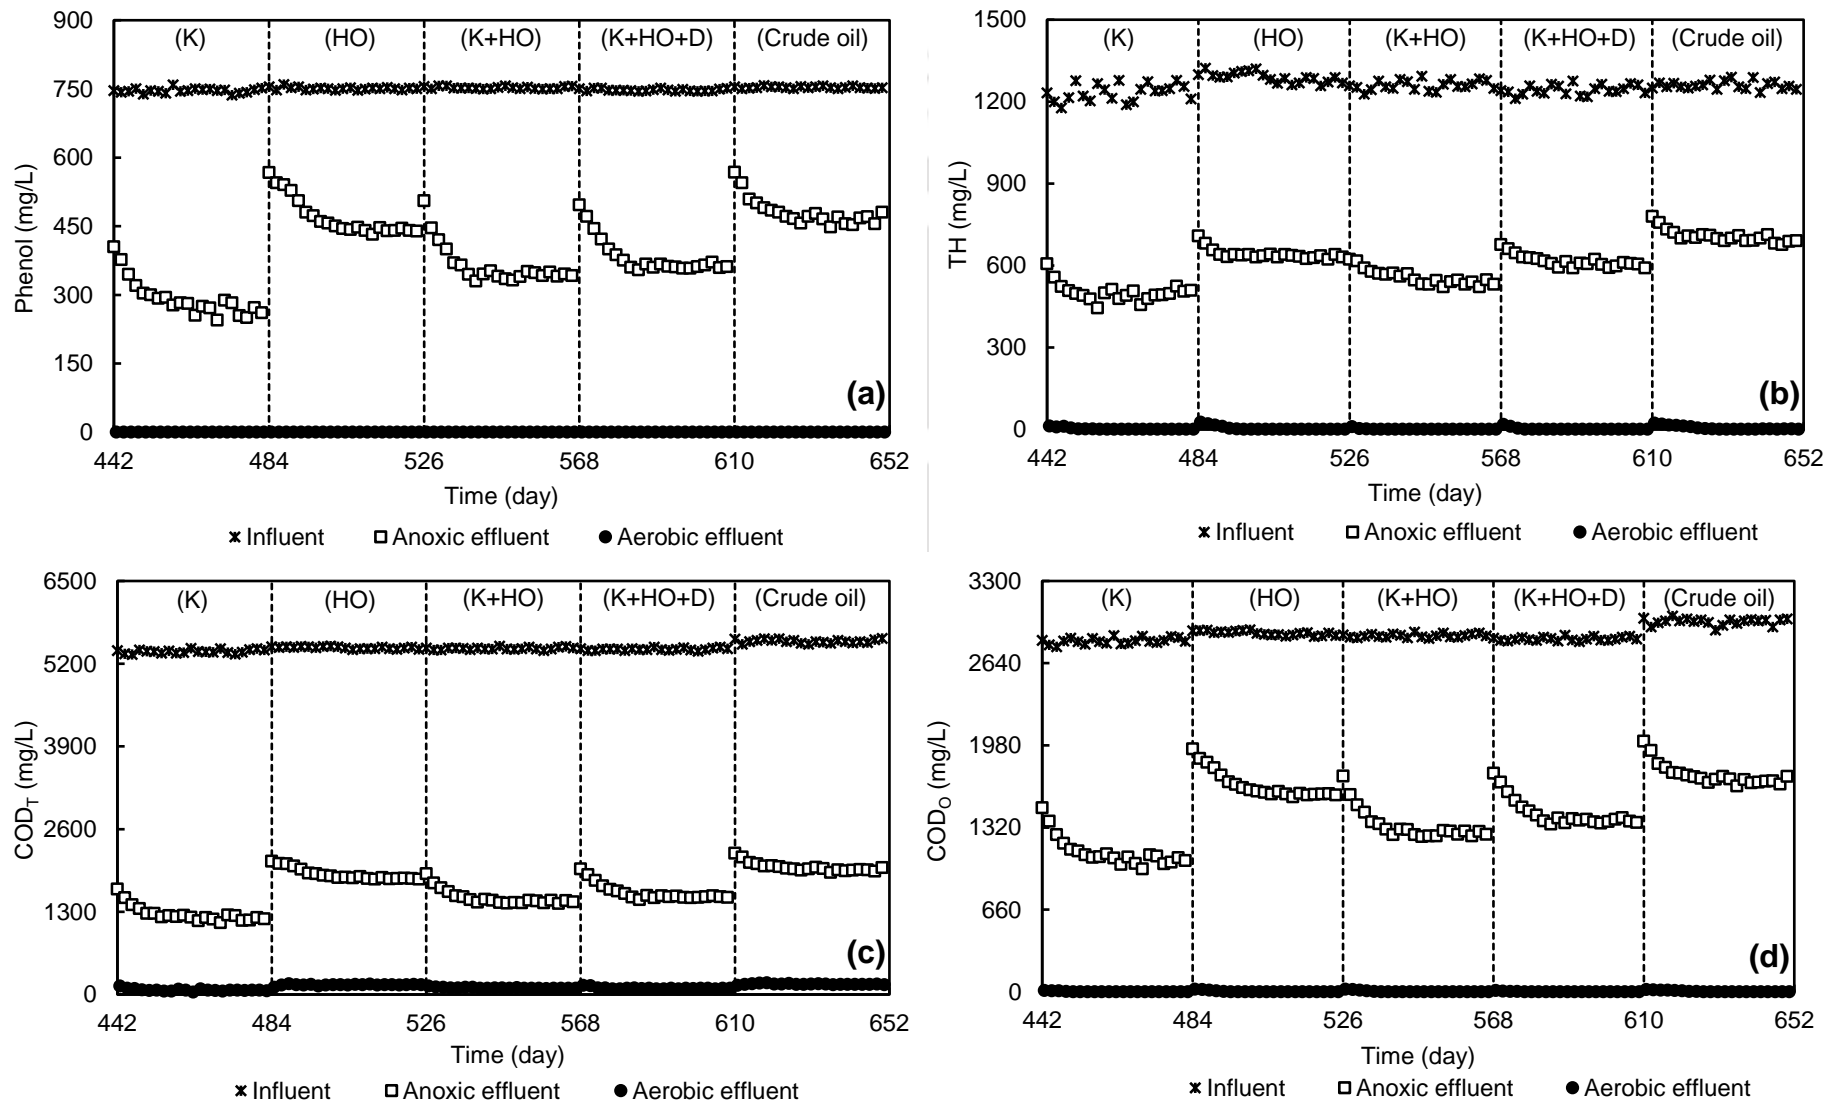 900
750
600
450
300
150
0
Phenol (mg/L)
(K) (HO) (K+HO) (K+HO+D) (Crude oil)
(a)
442 484 526 568 610 652
Time (day)
Influent Anoxic effluent Aerobic effluent
1500
1200
900
600
300
0
TH (mg/L)
(K) (HO) (K+HO) (K+HO+D) (Crude oil)
(b)
442 484 526 568 610 652
Time (day)
Influent Anoxic effluent Aerobic effluent
6500
5200
3900
2600
1300
0
COD_T (mg/L)
(K) (HO) (K+HO) (K+HO+D) (Crude oil)
(c)
442 484 526 568 610 652
Time (day)
Influent Anoxic effluent Aerobic effluent
3300
2640
1980
1320
660
0
COD_O (mg/L)
(K) (HO) (K+HO) (K+HO+D) (Crude oil)
(d)
442 484 526 568 610 652
Time (day)
Influent Anoxic effluent Aerobic effluent